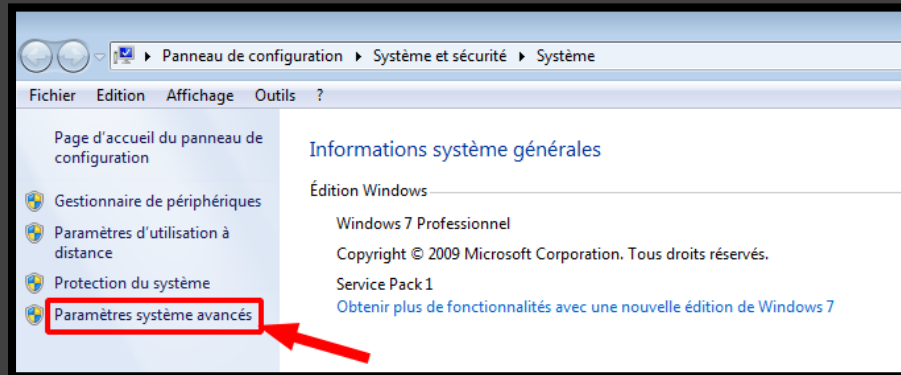 Panneau de configuration ▸ Système et sécurité ▸ Système
Fichier Edition Affichage Outils ?
Page d'accueil du panneau de
configuration
Gestionnaire de périphériques
Paramètres d'utilisation à
distance
Protection du système
Paramètres système avancés
Informations système générales
Édition Windows
Windows 7 Professionnel
Copyright © 2009 Microsoft Corporation. Tous droits réservés.
Service Pack 1
Obtenir plus de fonctionnalités avec une nouvelle édition de Windows 7